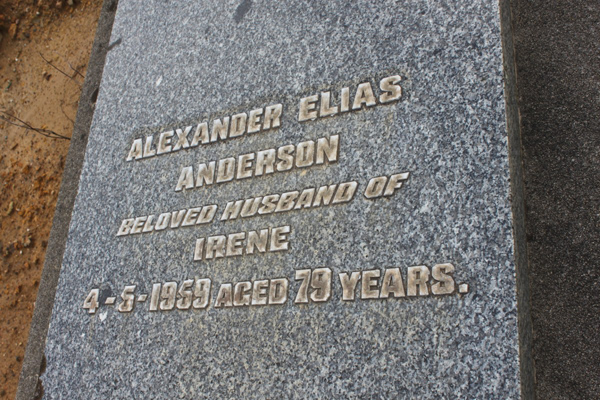 ALEXANDER ELIAS
ANDERSON
BELOVED HUSBAND OF
IRENE
4-5-1959 AGED 79 YEARS.